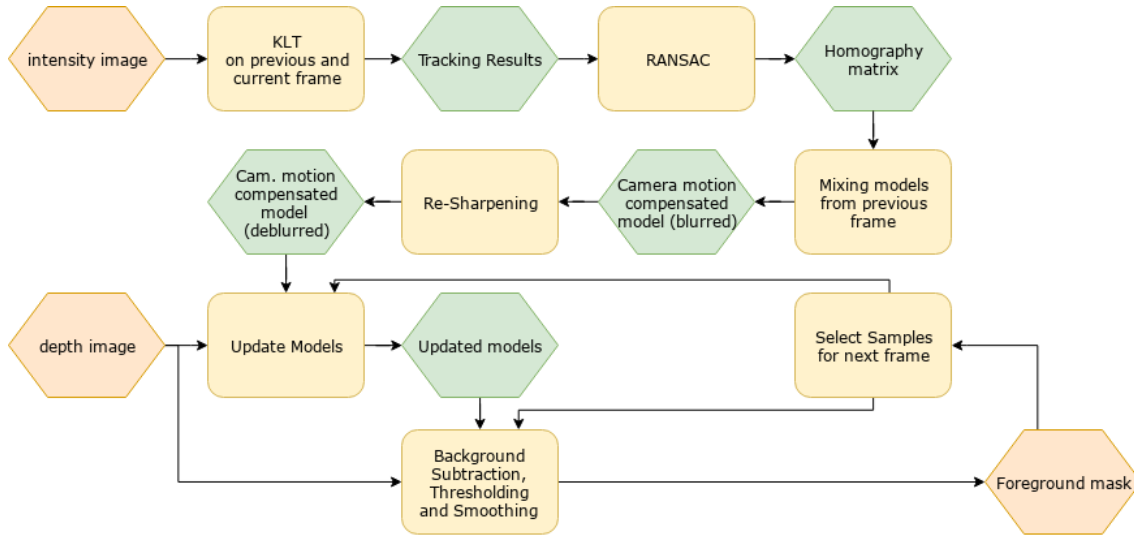 intensity image
KLT
on previous and
current frame
Tracking Results
RANSAC
Homography
matrix
Cam. motion
compensated
model
(deblurred)
Re-Sharpening
Camera motion
compensated
model (blurred)
Mixing models
from previous
frame
depth image
Update Models
Updated models
Select Samples
for next frame
Background
Subtraction,
Thresholding
and Smoothing
Foreground mask